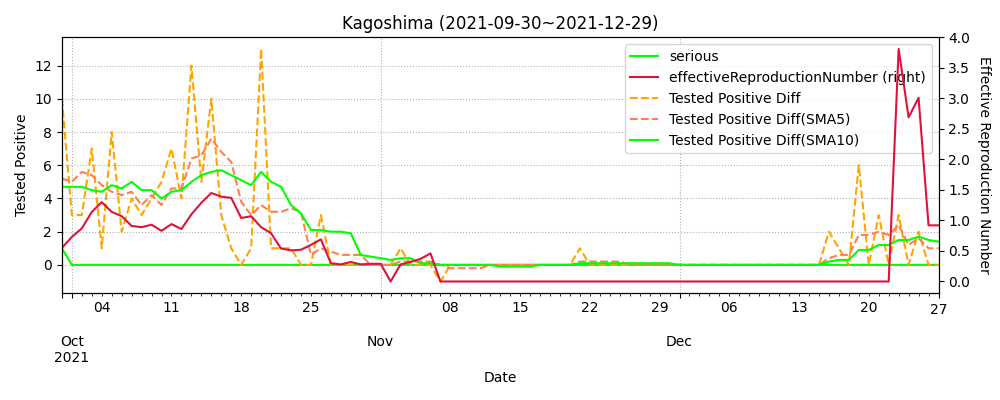 Kagoshima (2021-09-30~2021-12-29)
serious
effectiveReproductionNumber (right)
Tested Positive Diff
Tested Positive Diff(SMA5)
Tested Positive Diff(SMA10)
Tested Positive
12
10
8
6
4
2
0
Effective Reproduction Number
4.0
3.5
3.0
2.5
2.0
1.5
1.0
0.5
0.0
04 11 18 25 08 15 22 29 06 13 20 27
Oct Nov Dec
2021
Date